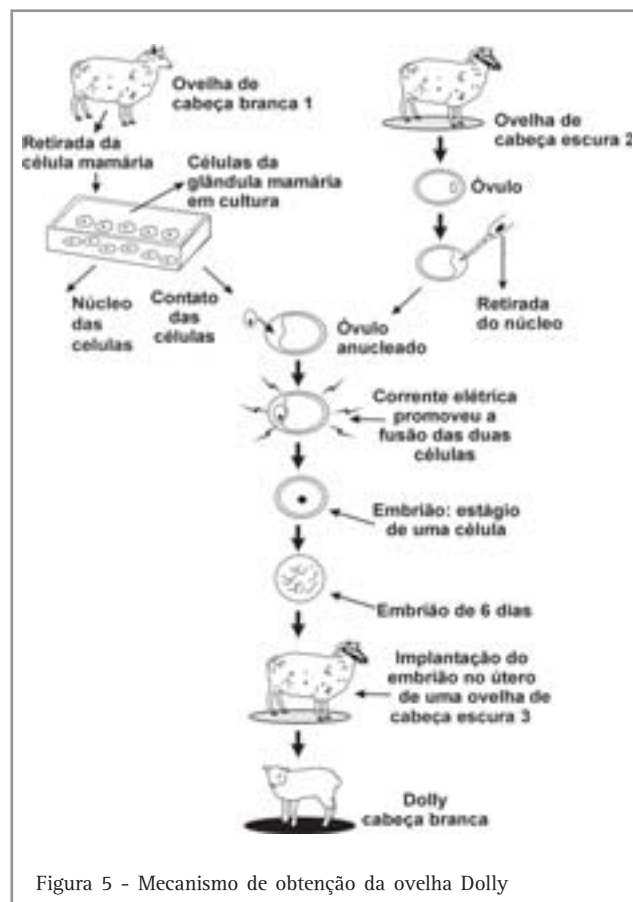 Ovelha de
cabeça branca 1
Ovelha de
cabeça escura 2
Retirada da
célula mamária
Células da
glândula mamária
em cultura
Óvulo
Núcleo
das
celulas
Contato
das
células
Óvulo
anucleado
Retirada
do núcleo
Corrente elétrica
promoveu a
fusão das duas
células
Embrião: estágio
de uma célula
Embrião de 6 dias
Implantação do
embrião no útero
de uma ovelha de
cabeça escura 3
Dolly
cabeça branca
Figura 5 - Mecanismo de obtenção da ovelha Dolly